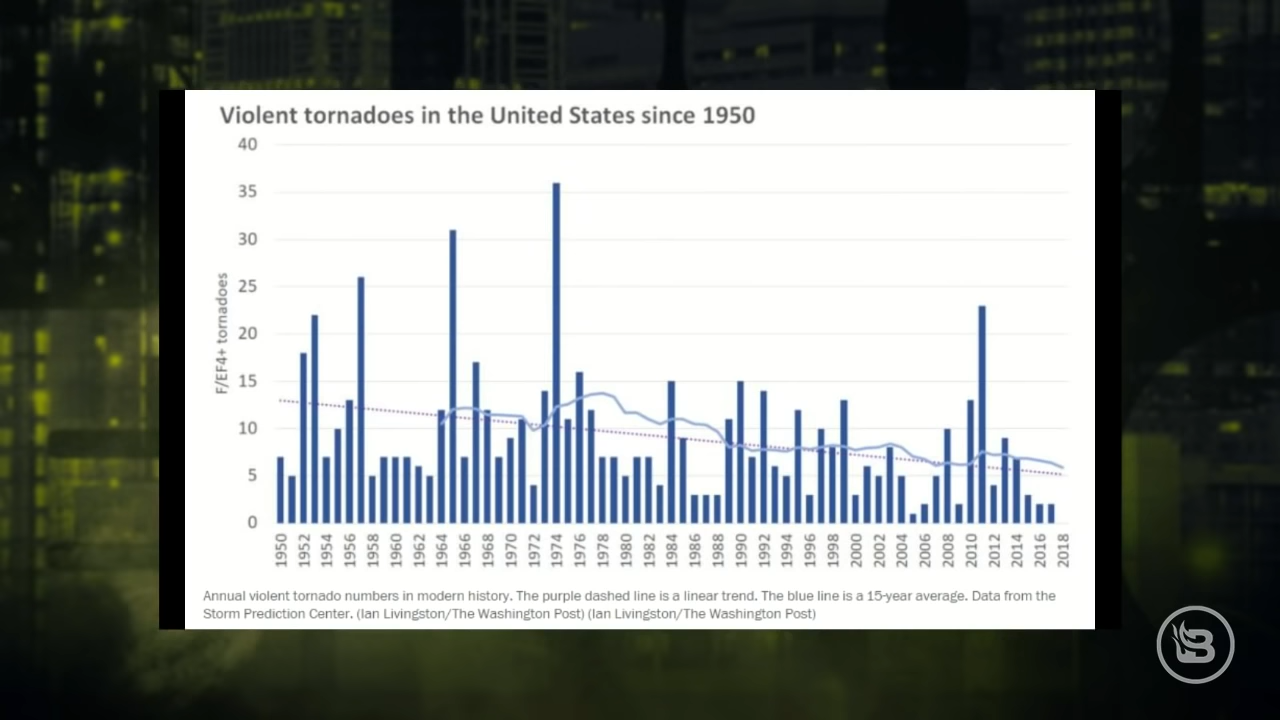 Violent tornadoes in the United States since 1950
40
35
30
25
20
15
10
5
0
F/EF4+ tornadoes
1950 1952 1954 1956 1958 1960 1962 1964 1966 1968 1970 1972 1974 1976 1978 1980 1982 1984 1986 1988 1990 1992 1994 1996 1998 2000 2002 2004 2006 2008 2010 2012 2014 2016 2018
Annual violent tornado numbers in modern history. The purple dashed line is a linear trend. The blue line is a 15-year average. Data from the
Storm Prediction Center. (Ian Livingston/The Washington Post) (Ian Livingston/The Washington Post)
B